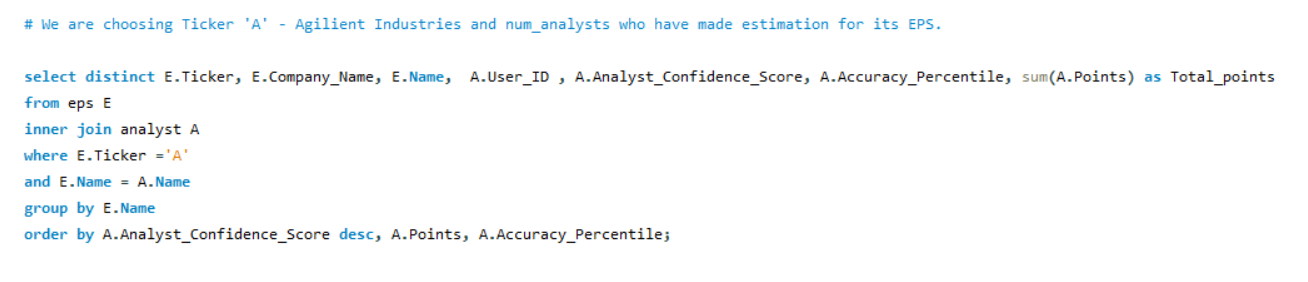 # We are choosing Ticker 'A' - Agilient Industries and num_analysts who have made estimation for its EPS.
select distinct E.Ticker, E.Company_Name, E.Name,  A.User_ID , A.Analyst_Confidence_Score, A.Accuracy_Percentile, sum(A.Points) as Total_points
from eps E
inner join analyst A
where E.Ticker ='A'
and E.Name = A.Name
group by E.Name
order by A.Analyst_Confidence_Score desc, A.Points, A.Accuracy_Percentile;